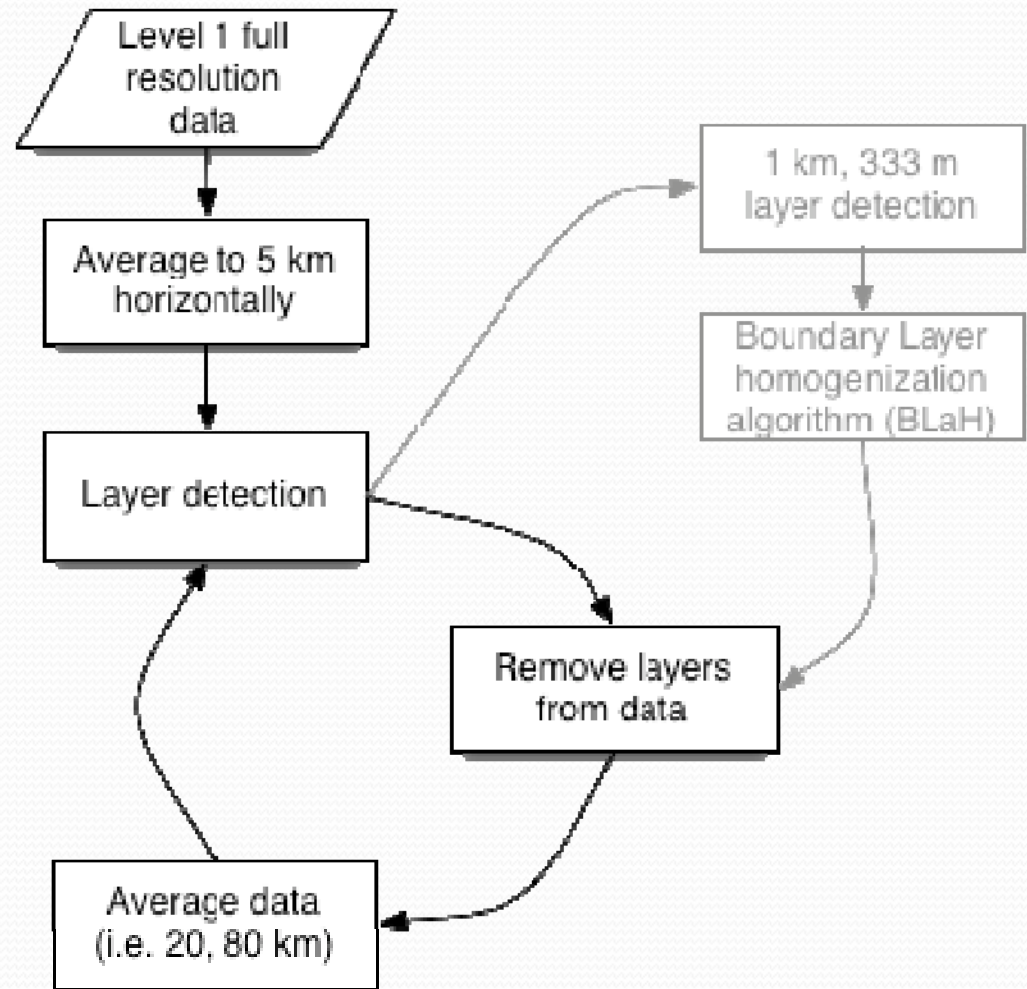 Level 1 full
resolution
data
Average to 5 km
horizontally
Layer detection
1 km, 333 m
layer detection
Boundary Layer
homogenization
algorithm (BLaH)
Remove layers
from data
Average data
(i.e. 20, 80 km)